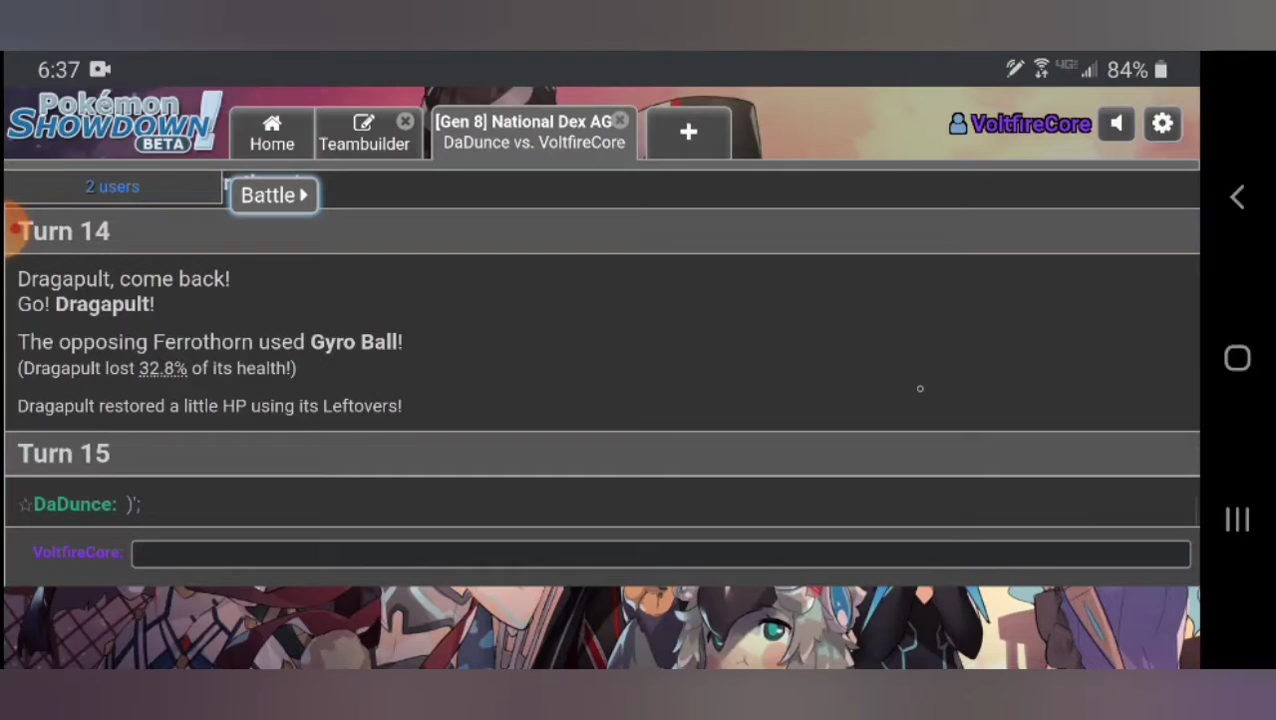 6:37
4GE 84%
Pokémon
SHOWDOWN!
BETA
Home
Teambuilder
[Gen 8] National Dex AG
DaDunce vs. VoltfireCore
VoltfireCore
2 users
Battle
Turn 14
Dragapult, come back!
Go! Dragapult!
The opposing Ferrothorn used Gyro Ball!
(Dragapult lost 32.8% of its health!)
Dragapult restored a little HP using its Leftovers!
Turn 15
☆DaDunce: )';
VoltfireCore: